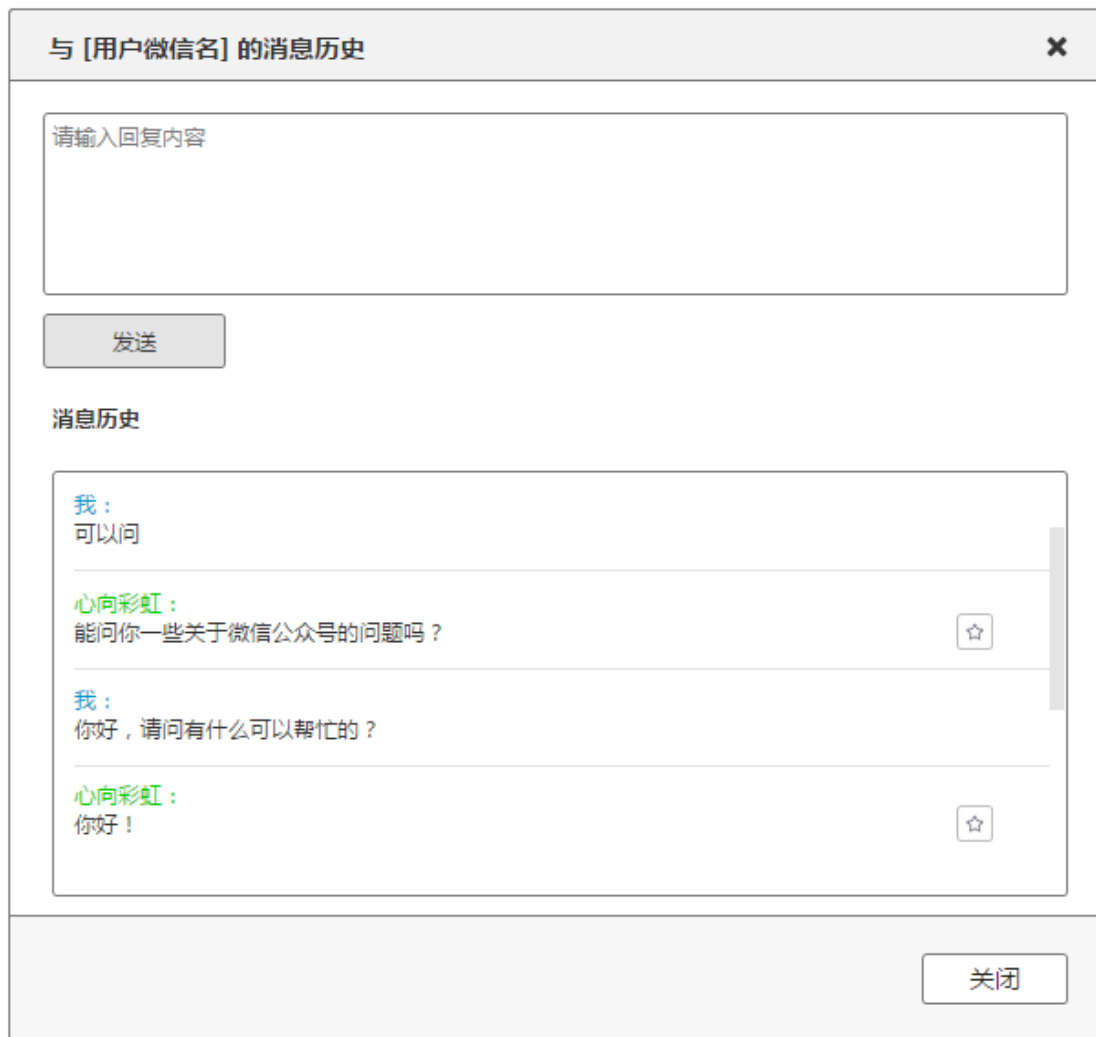 与 [用户微信名] 的消息历史
请输入回复内容
发送
消息历史
我：
可以问
心向彩虹：
能问你一些关于微信公众号的问题吗？
我：
你好，请问有什么可以帮忙的？
心向彩虹：
你好！
关闭